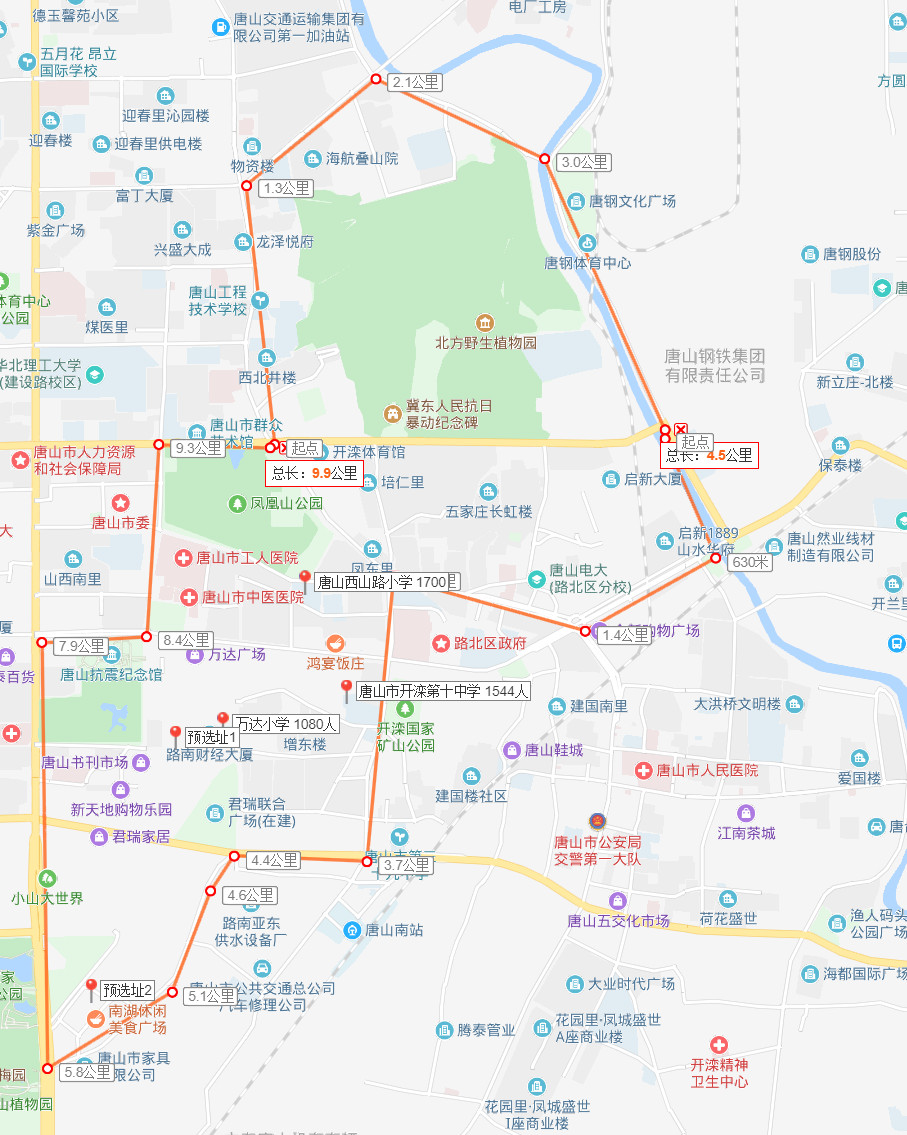 德玉馨苑小区
唐山交通运输集团有
限公司第一加油站
电厂工房
五月花 昂立
国际学校
2.1公里
方圆
迎春里沁园楼
迎春楼
迎春里供电楼
物资楼
海航叠山院
3.0公里
富丁大厦
1.3公里
唐钢文化广场
紫金广场
兴盛大成
龙泽悦府
唐钢体育中心
唐钢股份
唐山工程
技术学校
体育中心
公园
煤医里
北方野生植物园
西北井楼
唐山钢铁集团
有限责任公司
华北理工大学
(建设路校区)
新立庄-北楼
冀东人民抗日
暴动纪念碑
唐山市群众
艺术馆
9.3公里
起点
开滦体育馆
起点
总长：4.5公里
唐山市人力资源
和社会保障局
总长：9.9公里
保泰楼
培仁里
启新大厦
唐山市委
凤凰山公园
五家庄长虹楼
启新1889
山水华府
唐山然业线材
制造有限公司
630米
唐山市工人医院
凤东里
山西南里
唐山西山路小学 1700
唐山电大
(路北区分校)
唐山市中医医院
开兰里
1.4公里
购物广场
8.4公里
7.9公里
万达广场
鸿宴饭庄
路北区政府
唐山抗震纪念馆
唐山市开滦第十中学 1544人
大洪桥文明楼
建国南里
万达小学 1080人
预选址1
开滦国家
矿山公园
增东楼
路南财经大厦
唐山鞋城
唐山书刊市场
唐山市人民医院
爱国楼
新天地购物乐园
建国楼社区
君瑞联合
广场(在建)
江南茶城
君瑞家居
唐山市公安局
交警第一大队
4.4公里
3.7公里
小山大世界
4.6公里
路南亚东
供水设备厂
唐山南站
唐山五交化市场
荷花盛世
渔人码头
公园广场
海都国际广场
预选址2
5.1公里
唐山市公共交通总公司
汽车修理公司
大业时代广场
南湖休闲
美食广场
腾泰管业
花园里·凤城盛世
A座商业楼
唐山市家具
限公司
5.8公里
开滦精神
卫生中心
梅园
山植物园
花园里·凤城盛世
I座商业楼